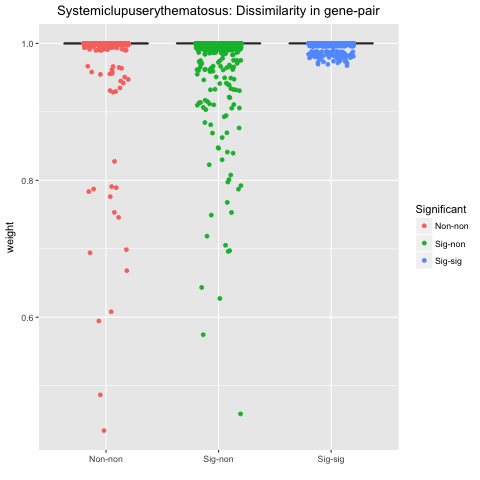 Systemiclupuserythematosus: Dissimilarity in gene-pair
1.0
0.8
0.6
weight
Non-non
Sig-non
Sig-sig
Significant
Non-non
Sig-non
Sig-sig